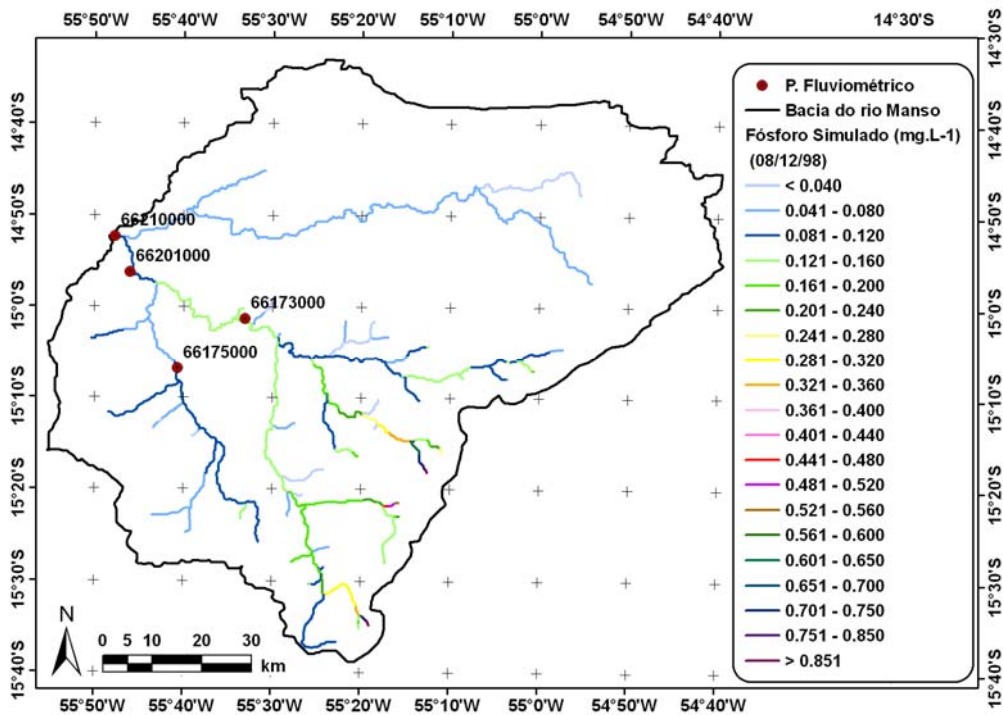 55°50'W 55°40'W 55°30'W 55°20'W 55°10'W 55°0'W 14°30'S
14°30'S
14°40'S
14°40'S
14°50'S
14°50'S
15°0'S
15°0'S
15°10'S
15°10'S
15°20'S
15°20'S
15°30'S
15°30'S
15°40'S
15°40'S
66210000
66201000
66173000
66175000
P. Fluviométrico
Bacia do rio Manso
Fósforo Simulado (mg.L-1)
(08/12/98)
< 0.040
0.041 - 0.080
0.081 - 0.120
0.121 - 0.160
0.161 - 0.200
0.201 - 0.240
0.241 - 0.280
0.281 - 0.320
0.321 - 0.360
0.361 - 0.400
0.401 - 0.440
0.441 - 0.480
0.481 - 0.520
0.521 - 0.560
0.561 - 0.600
0.601 - 0.650
0.651 - 0.700
0.701 - 0.750
0.751 - 0.850
> 0.851
N
0 5 10 20 30
km
55°50'W 55°40'W 55°30'W 55°20'W 55°10'W 55°0'W 54°50'W 54°40'W